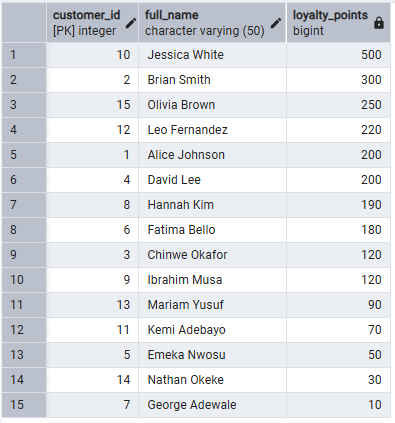 customer_id full_name loyalty_points
[PK] integer character varying (50) bigint
1 10 Jessica White 500
2 2 Brian Smith 300
3 15 Olivia Brown 250
4 12 Leo Fernandez 220
5 1 Alice Johnson 200
6 4 David Lee 200
7 8 Hannah Kim 190
8 6 Fatima Bello 180
9 3 Chinwe Okafor 120
10 9 Ibrahim Musa 120
11 13 Mariam Yusuf 90
12 11 Kemi Adebayo 70
13 5 Emeka Nwosu 50
14 14 Nathan Okeke 30
15 7 George Adewale 10